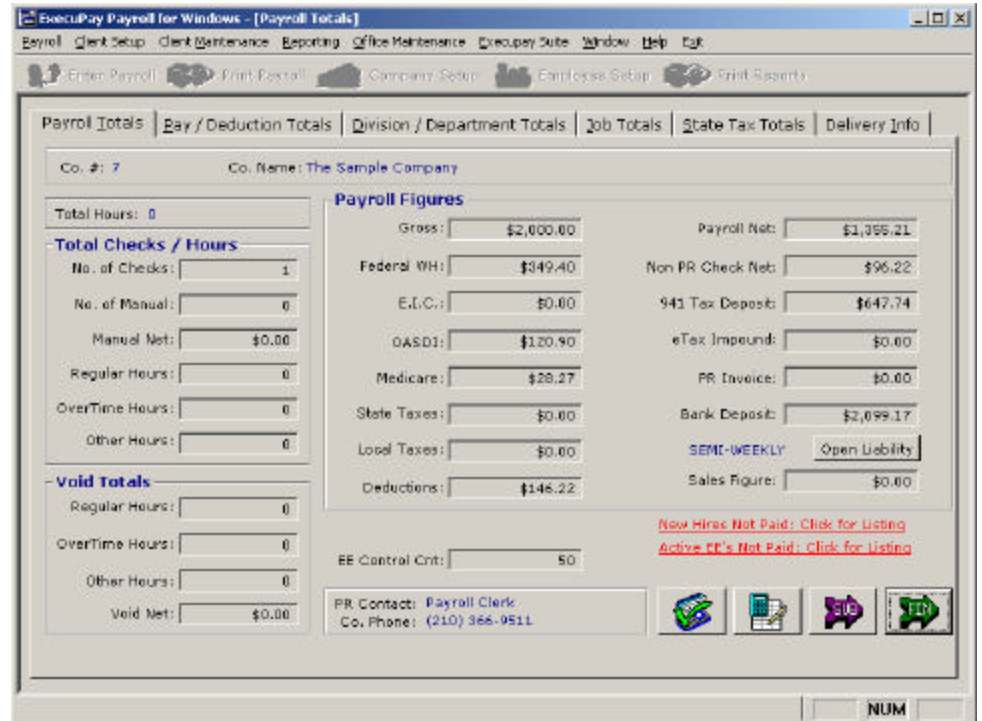 ExecuPay Payroll for Windows - [Payroll Totals]
Payroll Client Setup Client Maintenance Reporting Office Maintenance Execupay Suite Window Help Exit
Enter Payroll Print Payroll Company Setup Employee Setup Print Reports
Payroll Totals Pay / Deduction Totals Division / Department Totals Job Totals State Tax Totals Delivery Info
Co. #: 7 Co. Name: The Sample Company
Total Hours: 0
Total Checks / Hours
No. of Checks: 1
No. of Manual: 0
Manual Net: $0.00
Regular Hours: 0
OverTime Hours: 0
Other Hours: 0
Void Totals
Regular Hours: 0
OverTime Hours: 0
Other Hours: 0
Void Net: $0.00
Payroll Figures
Gross: $2,000.00 Payroll Net: $1,355.21
Federal WH: $349.40 Non PR Check Net: $96.22
E.I.C.: $0.00 941 Tax Deposit: $647.74
OASDI: $120.90 eTax Impound: $0.00
Medicare: $28.27 PR Invoice: $0.00
State Taxes: $0.00 Bank Deposit: $2,099.17
Local Taxes: $0.00 SEMI-WEEKLY Open Liability
Deductions: $146.22 Sales Figure: $0.00
New Hires Not Paid: Click for Listing
Active EE's Not Paid: Click for Listing
EE Control Cnt: 50
PR Contact: Payroll Clerk
Co. Phone: (210) 366-9511
SUB FIN
NUM